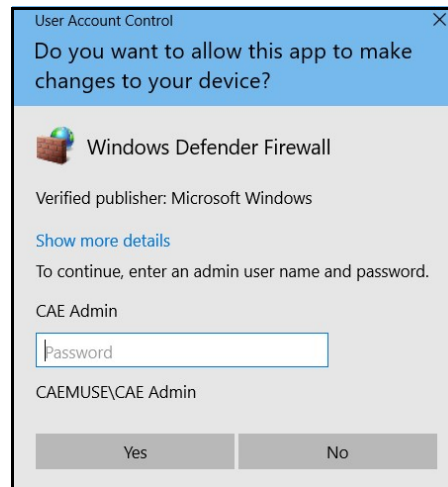 User Account Control
Do you want to allow this app to make
changes to your device?
Windows Defender Firewall
Verified publisher: Microsoft Windows
Show more details
To continue, enter an admin user name and password.
CAE Admin
Password
CAEMUSE\CAE Admin
Yes No